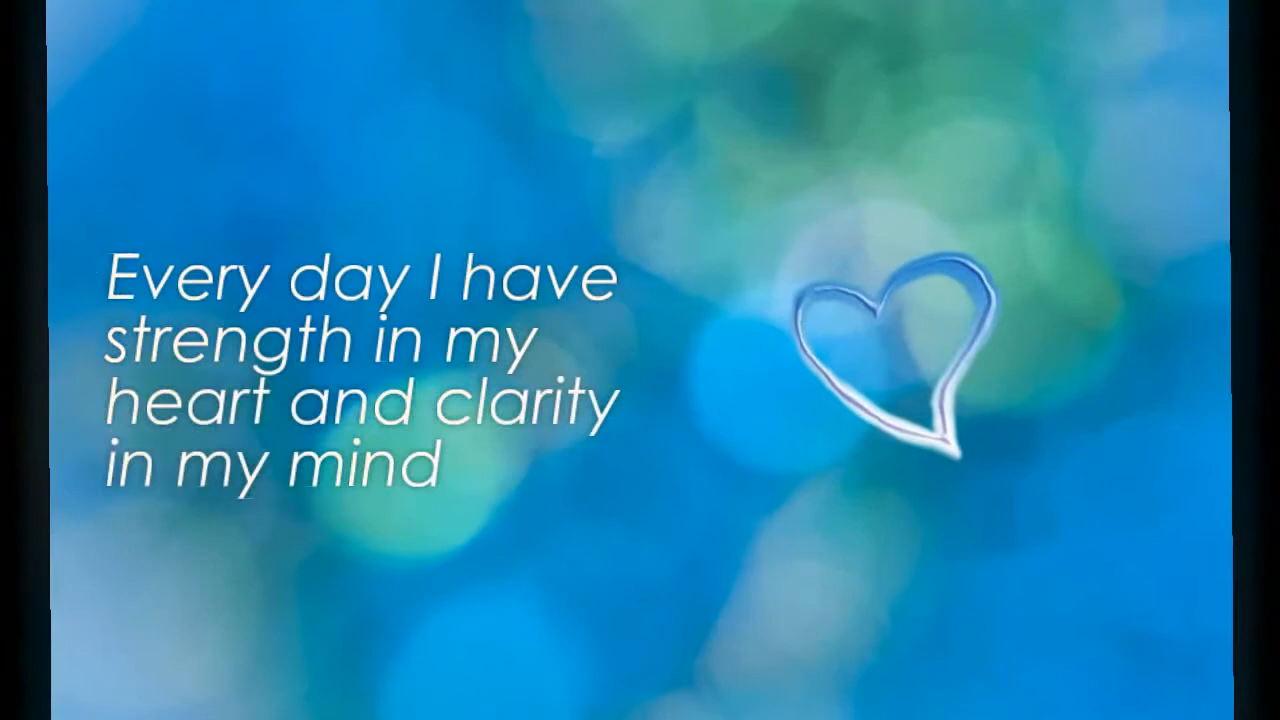 Every day I have
strength in my
heart and clarity
in my mind